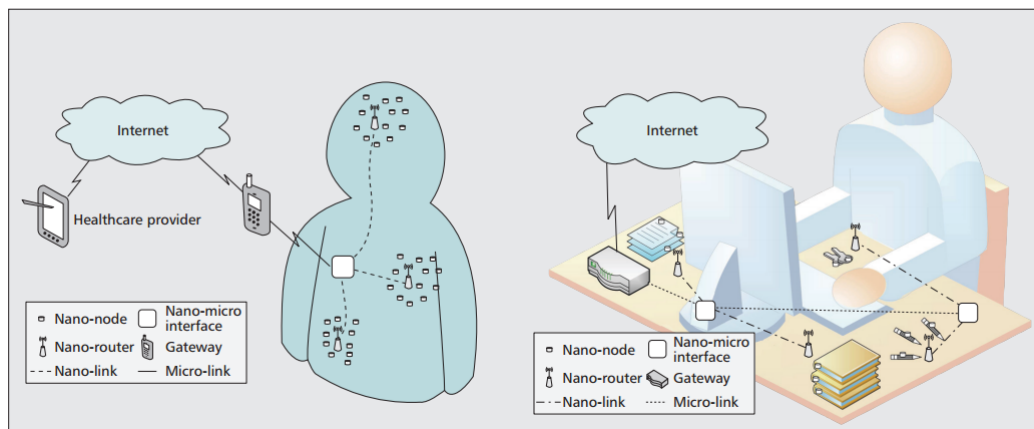 Internet
Healthcare provider
Nano-node
Nano-micro
interface
Nano-router
Gateway
Nano-link
Micro-link
Internet
Nano-node
Nano-micro
interface
Nano-router
Gateway
Nano-link
Micro-link